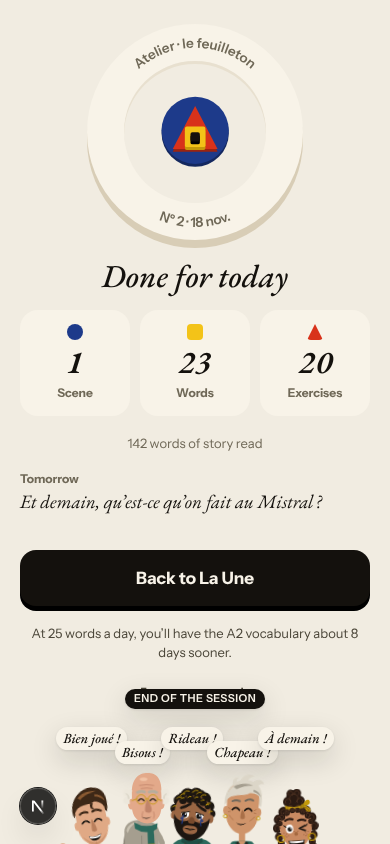 Atelier · le feuilleton
N° 2 · 18 nov.
Done for today
1
Scene
23
Words
20
Exercises
142 words of story read
Tomorrow
Et demain, qu’est-ce qu’on fait au Mistral ?
Back to La Une
At 25 words a day, you’ll have the A2 vocabulary about 8
days sooner.
END OF THE SESSION
Bien joué ! Rideau ! À demain !
Bisous ! Chapeau !
N